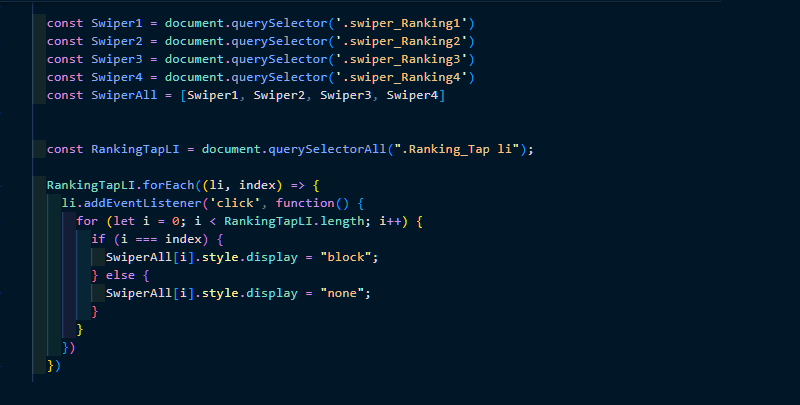 const Swiper1 = document.querySelector('.swiper_Ranking1')
const Swiper2 = document.querySelector('.swiper_Ranking2')
const Swiper3 = document.querySelector('.swiper_Ranking3')
const Swiper4 = document.querySelector('.swiper_Ranking4')
const SwiperAll = [Swiper1, Swiper2, Swiper3, Swiper4]
const RankingTapLI = document.querySelectorAll(".Ranking_Tap li");
RankingTapLI.forEach((li, index) => {
li.addEventListener('click', function() {
for (let i = 0; i < RankingTapLI.length; i++) {
if (i === index) {
SwiperAll[i].style.display = "block";
} else {
SwiperAll[i].style.display = "none";
}
}
})
})